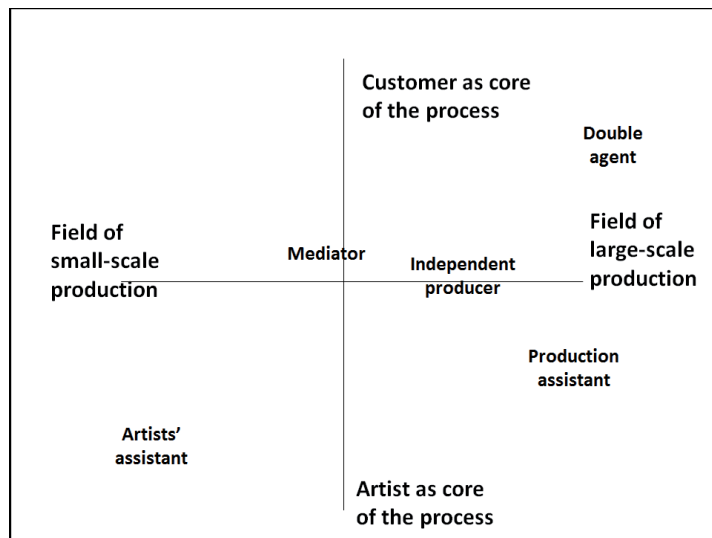 Customer as core
of the process
Double
agent
Field of
small-scale
production
Mediator
Independent
producer
Field of
large-scale
production
Production
assistant
Artists’
assistant
Artist as core
of the process